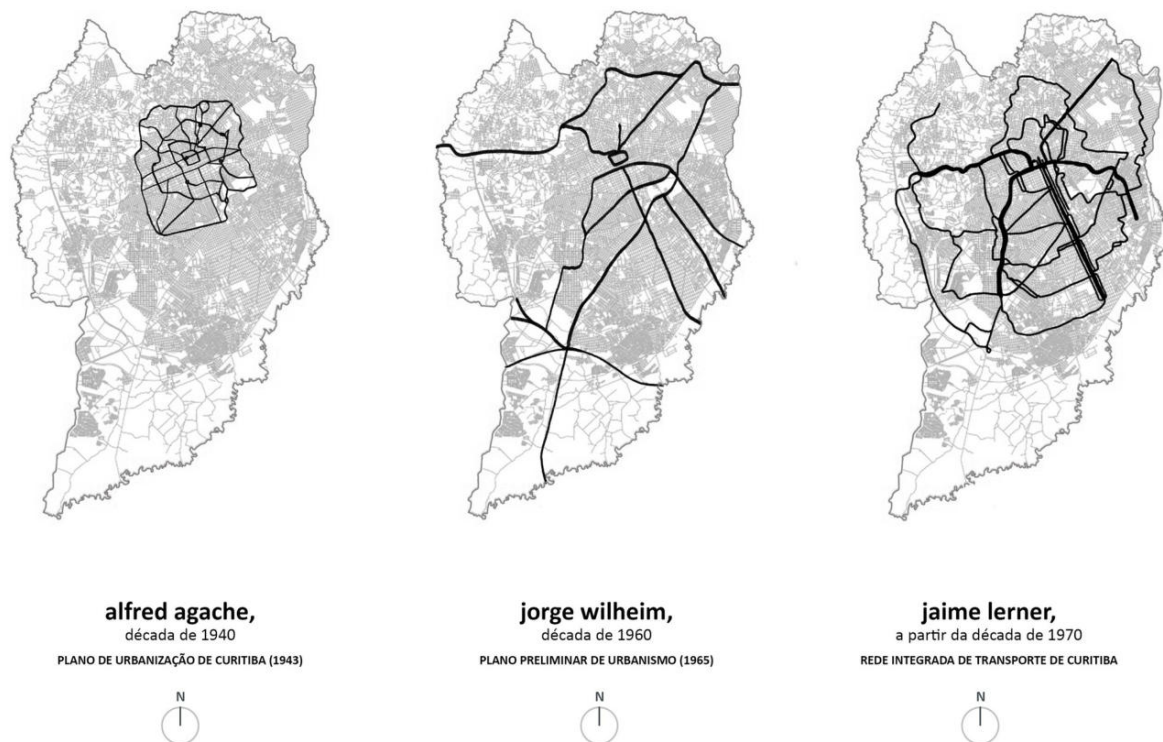 alfred agache,
década de 1940
PLANO DE URBANIZAÇÃO DE CURITIBA (1943)
N
jorge wilheim,
década de 1960
PLANO PRELIMINAR DE URBANISMO (1965)
N
jaime lerner,
a partir da década de 1970
REDE INTEGRADA DE TRANSPORTE DE CURITIBA
N